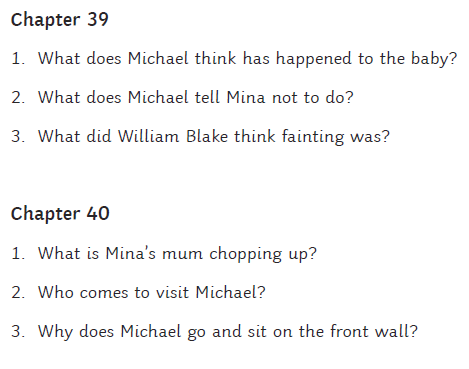 Chapter 39
1. What does Michael think has happened to the baby?
2. What does Michael tell Mina not to do?
3. What did William Blake think fainting was?
Chapter 40
1. What is Mina's mum chopping up?
2. Who comes to visit Michael?
3. Why does Michael go and sit on the front wall?